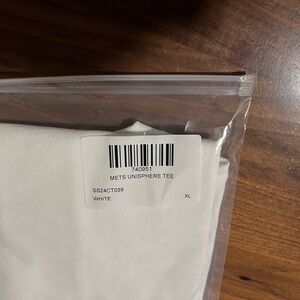 740951
METS UNISPHERE TEE
SS24CT039
WHITE XL